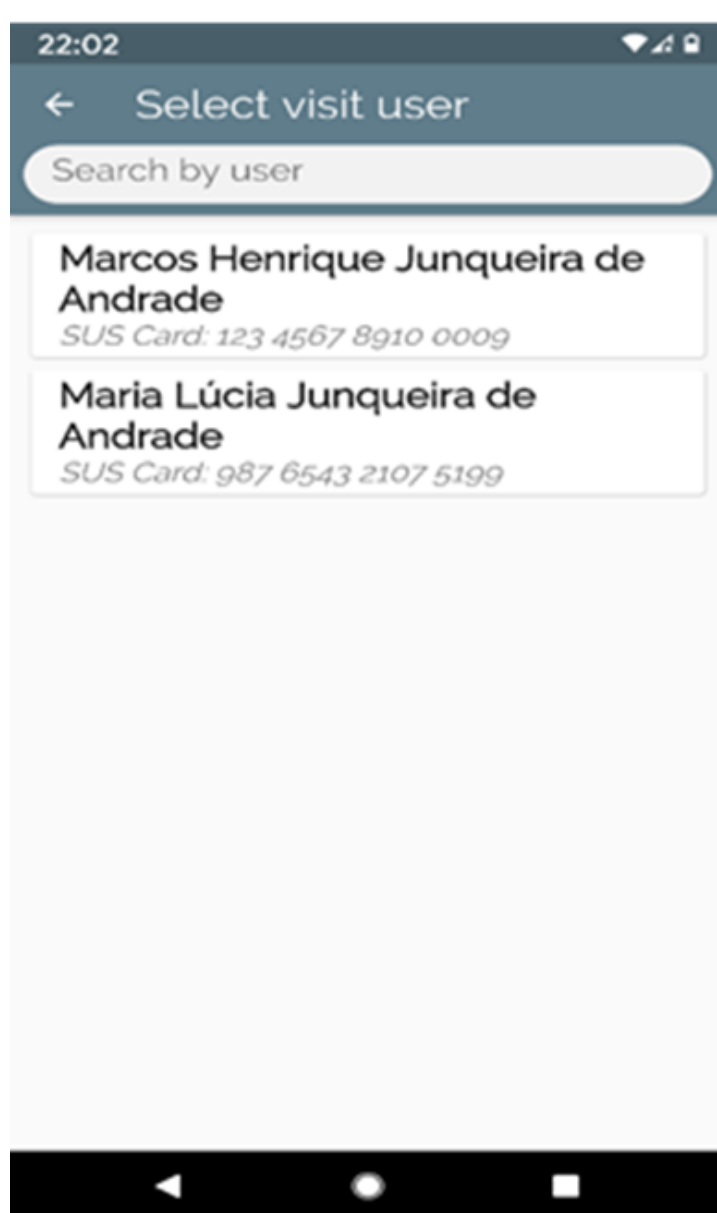 22:02
Select visit user
Search by user
Marcos Henrique Junqueira de
Andrade
SUS Card: 123 4567 8910 0009
Maria Lúcia Junqueira de
Andrade
SUS Card: 987 6543 2107 5199